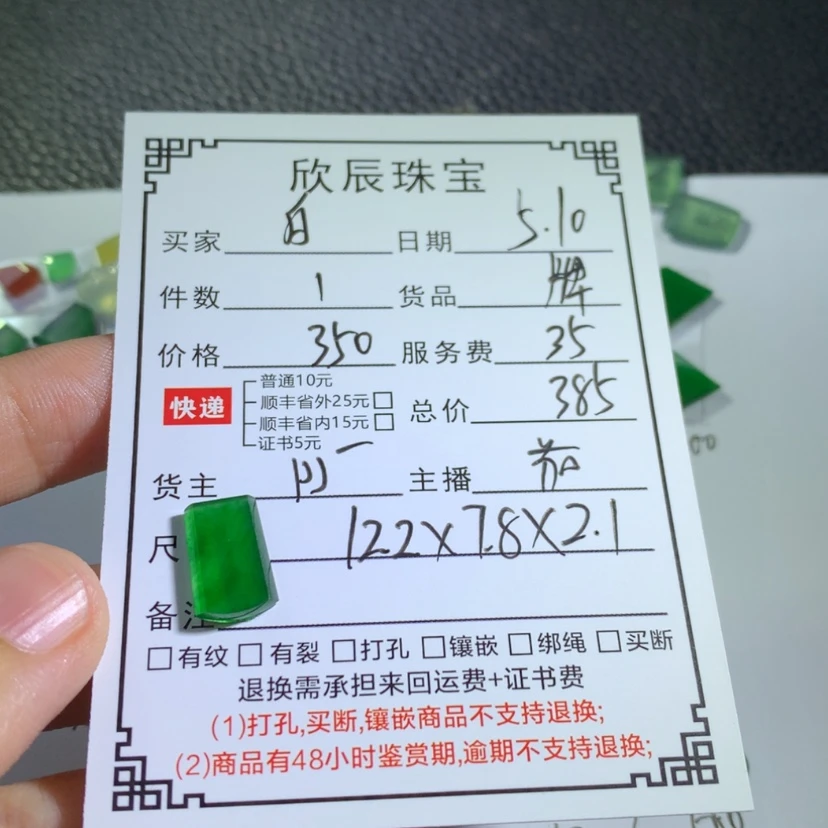 欣辰珠宝
买家 白 日期 5.10
件数 1 货品 牌
价格 350 服务费 35
快递 普通10元
顺丰省外25元□ 总价 385
顺丰省内15元□
证书5元
货主 主播 茹
尺 12.2X7.8X2.1
备注
□有纹 □有裂 □打孔 □镶嵌 □绑绳 □买断
退换需承担来回运费+证书费
(1)打孔,买断,镶嵌商品不支持退换;
(2)商品有48小时鉴赏期,逾期不支持退换;